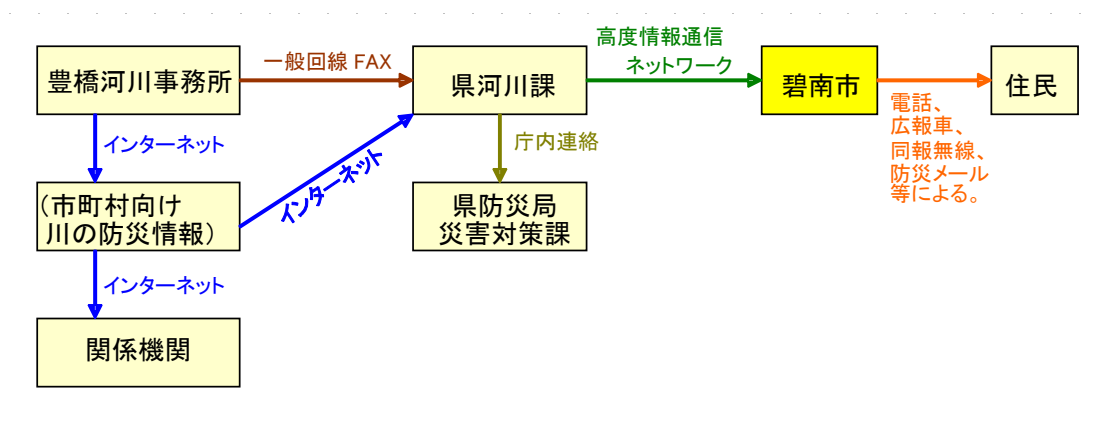 豊橋河川事務所
一般回線 FAX
県河川課
高度情報通信
ネットワーク
碧南市
住民
電話、
広報車、
同報無線、
防災メール
等による。
インターネット
インターネット
庁内連絡
(市町村向け
川の防災情報)
県防災局
災害対策課
インターネット
関係機関